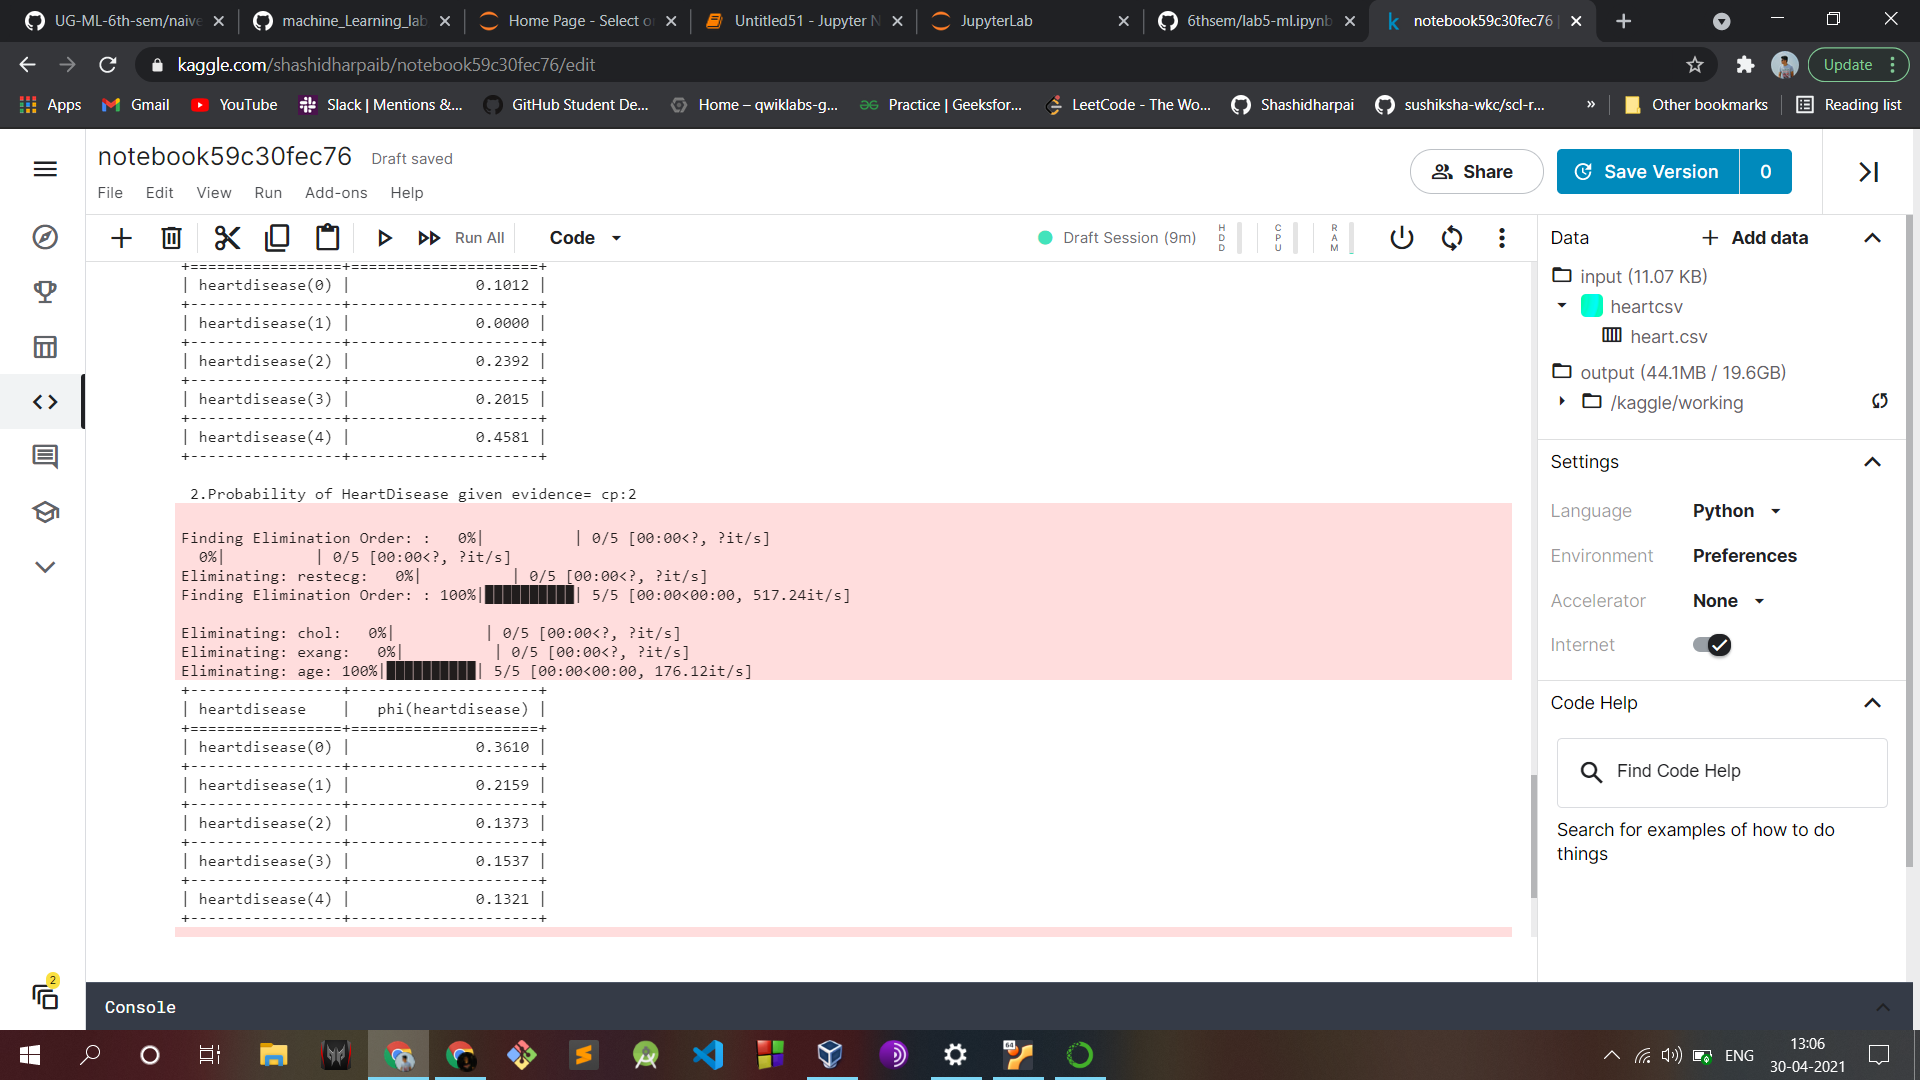 UG-ML-6th-sem/naive
machine_Learning_lab
Home Page - Select or
Untitled51 - Jupyter N
JupyterLab
6thsem/lab5-ml.ipynb
notebook59c30fec76 |
kaggle.com/shashidharpaib/notebook59c30fec76/edit
Update
Apps
Gmail
YouTube
Slack | Mentions &...
GitHub Student De...
Home – qwiklabs-g...
Practice | Geeksfor...
LeetCode - The Wo...
Shashidharpai
sushiksha-wkc/scl-r...
»
Other bookmarks
Reading list
notebook59c30fec76 Draft saved
File Edit View Run Add-ons Help
Share
Save Version 0
Run All
Code
Draft Session (9m)
HDD
CPU
RAM
+=================+=====================+
| heartdisease(0) | 0.1012 |
+-----------------+---------------------+
| heartdisease(1) | 0.0000 |
+-----------------+---------------------+
| heartdisease(2) | 0.2392 |
+-----------------+---------------------+
| heartdisease(3) | 0.2015 |
+-----------------+---------------------+
| heartdisease(4) | 0.4581 |
+-----------------+---------------------+
2.Probability of HeartDisease given evidence= cp:2
Finding Elimination Order: : 0%| | 0/5 [00:00<?, ?it/s]
0%| | 0/5 [00:00<?, ?it/s]
Eliminating: restecg: 0%| | 0/5 [00:00<?, ?it/s]
Finding Elimination Order: : 100%|██████████| 5/5 [00:00<00:00, 517.24it/s]
Eliminating: chol: 0%| | 0/5 [00:00<?, ?it/s]
Eliminating: exang: 0%| | 0/5 [00:00<?, ?it/s]
Eliminating: age: 100%|██████████| 5/5 [00:00<00:00, 176.12it/s]
+-----------------+---------------------+
| heartdisease | phi(heartdisease) |
+=================+=====================+
| heartdisease(0) | 0.3610 |
+-----------------+---------------------+
| heartdisease(1) | 0.2159 |
+-----------------+---------------------+
| heartdisease(2) | 0.1373 |
+-----------------+---------------------+
| heartdisease(3) | 0.1537 |
+-----------------+---------------------+
| heartdisease(4) | 0.1321 |
+-----------------+---------------------+
Data
Add data
input (11.07 KB)
heartcsv
heart.csv
output (44.1MB / 19.6GB)
/kaggle/working
Settings
Language Python
Environment Preferences
Accelerator None
Internet
Code Help
Find Code Help
Search for examples of how to do
things
2
Console
64
ENG
13:06
30-04-2021